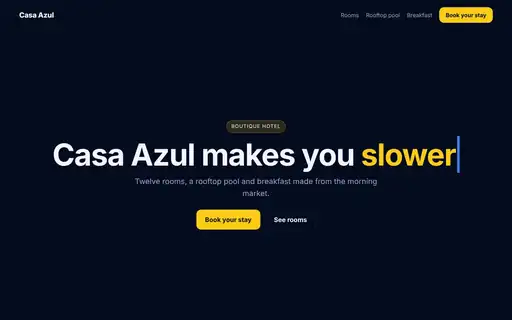 Casa Azul
Rooms Rooftop pool Breakfast Book your stay
BOUTIQUE HOTEL
Casa Azul makes you slower
Twelve rooms, a rooftop pool and breakfast made from the morning
market.
Book your stay See rooms